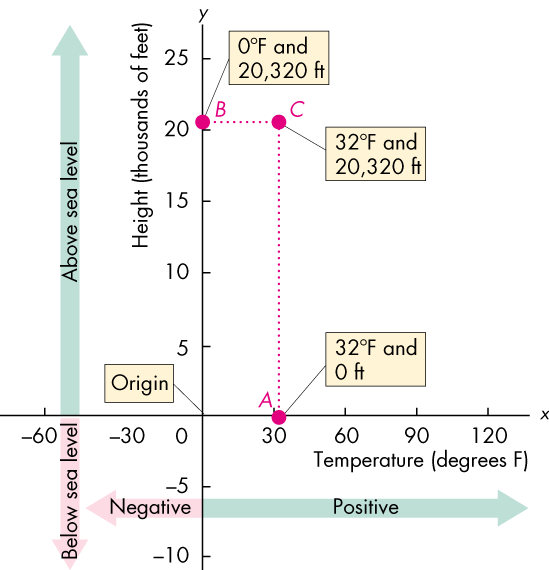 y
Height (thousands of feet)
25
20
15
10
5
0°F and
20,320 ft
B
C
32°F and
20,320 ft
Above sea level
32°F and
0 ft
Origin
A
x
–60
–30
0
30
60
90
120
Temperature (degrees F)
Below sea level
–5
Negative
Positive
–10